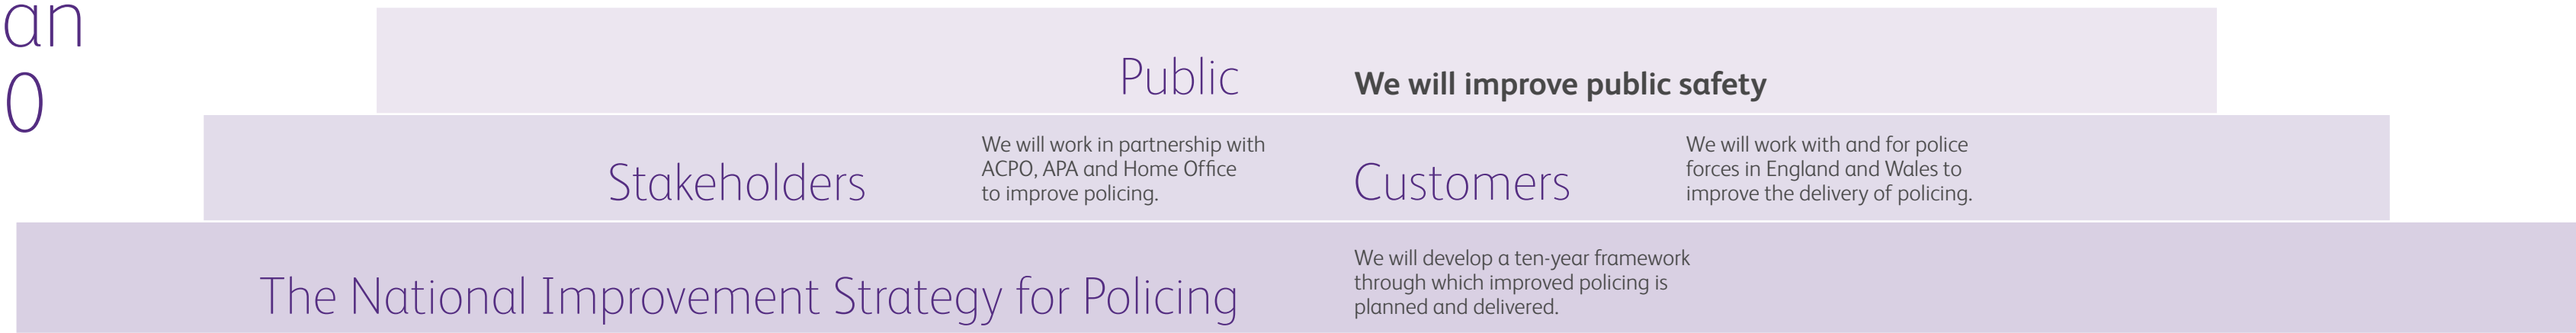 an
0
Public
We will improve public safety
Stakeholders
We will work in partnership with
ACPO, APA and Home Office
to improve policing.
Customers
We will work with and for police
forces in England and Wales to
improve the delivery of policing.
The National Improvement Strategy for Policing
We will develop a ten-year framework
through which improved policing is
planned and delivered.